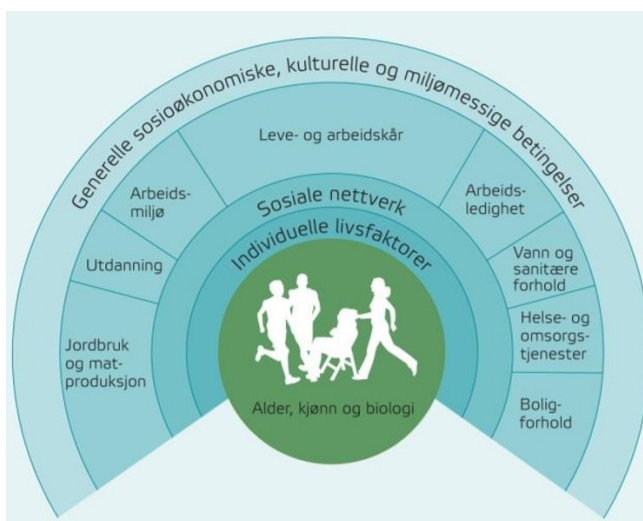 Generelle sosioøkonomiske, kulturelle og miljømessige betingelser
Leve- og arbeidskår
Arbeids-
miljø
Utdanning
Jordbruk
og mat-
produksjon
Arbeids-
ledighet
Vann og
sanitære
forhold
Helse- og
omsorgs-
tjenester
Bolig-
forhold
Sosiale nettverk
Individuelle livsfaktorer
Alder, kjønn og biologi